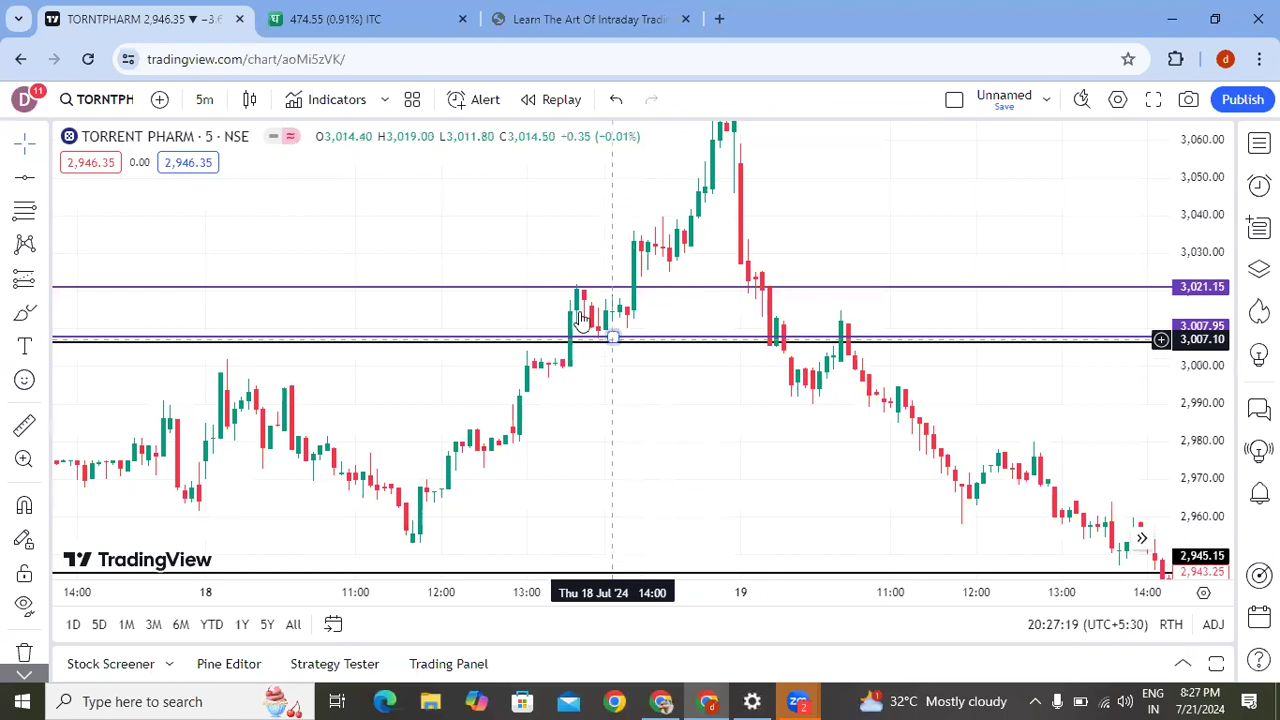 TORNTPHARM 2,946.35 ▼ −3.6
474.55 (0.91%) ITC
Learn The Art Of Intraday Tradi
tradingview.com/chart/aoMi5zVK/
d
D
11
TORNTPH
5m
Indicators
Alert
Replay
Unnamed
Save
Publish
TORRENT PHARM · 5 · NSE
O3,014.40 H3,019.00 L3,011.80 C3,014.50 −0.35 (−0.01%)
2,946.35
0.00
2,946.35
3,060.00
3,050.00
3,040.00
3,030.00
3,021.15
3,007.95
3,007.10
3,000.00
2,990.00
2,980.00
2,970.00
2,960.00
2,945.15
2,943.25
TradingView
14:00
18
11:00
12:00
13:00
Thu 18 Jul '24 14:00
19
11:00
12:00
13:00
14:00
1D
5D
1M
3M
6M
YTD
1Y
5Y
All
20:27:19 (UTC+5:30)
RTH
ADJ
Stock Screener
Pine Editor
Strategy Tester
Trading Panel
Type here to search
2
32°C Mostly cloudy
ENG
IN
8:27 PM
7/21/2024